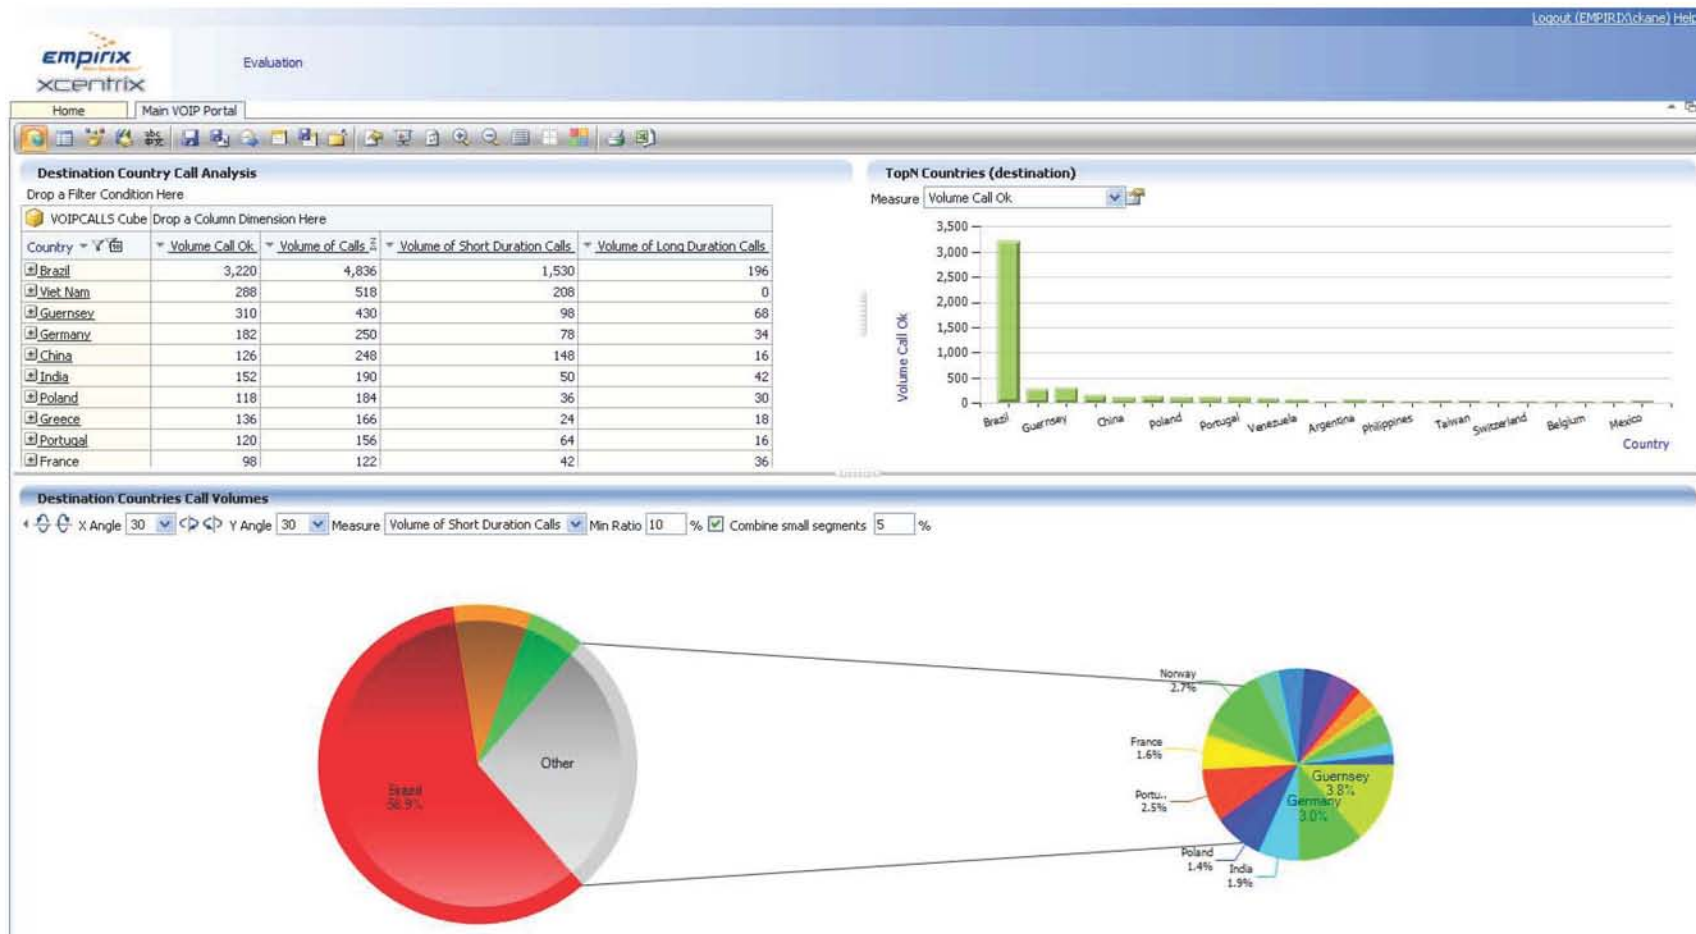 Logout (EMPIRIX\ckane) Help
EMPIRIX
xcentrix
Evaluation
Home
Main VOIP Portal
Destination Country Call Analysis
Drop a Filter Condition Here
VOIPCALLS Cube Drop a Column Dimension Here
Country Volume Call Ok Volume of Calls Volume of Short Duration Calls Volume of Long Duration Calls
Brazil 3,220 4,836 1,530 196
Viet Nam 288 518 208 0
Guernsey 310 430 98 68
Germany 182 250 78 34
China 126 248 148 16
India 152 190 50 42
Poland 118 184 36 30
Greece 136 166 24 18
Portugal 120 156 64 16
France 98 122 42 36
TopN Countries (destination)
Measure Volume Call Ok
3,500
3,000
2,500
2,000
1,500
1,000
500
0
Volume Call Ok
Brazil Guernsey China Poland Portugal Venezuela Argentina Philippines Taiwan Switzerland Belgium Mexico
Country
Destination Countries Call Volumes
X Angle 30 Y Angle 30 Measure Volume of Short Duration Calls Min Ratio 10 % Combine small segments 5 %
Brazil
58.9%
Other
Norway
2.7%
France
1.6%
Portu..
2.5%
Poland
1.4%
India
1.9%
Guernsey
3.8%
Germany
3.0%